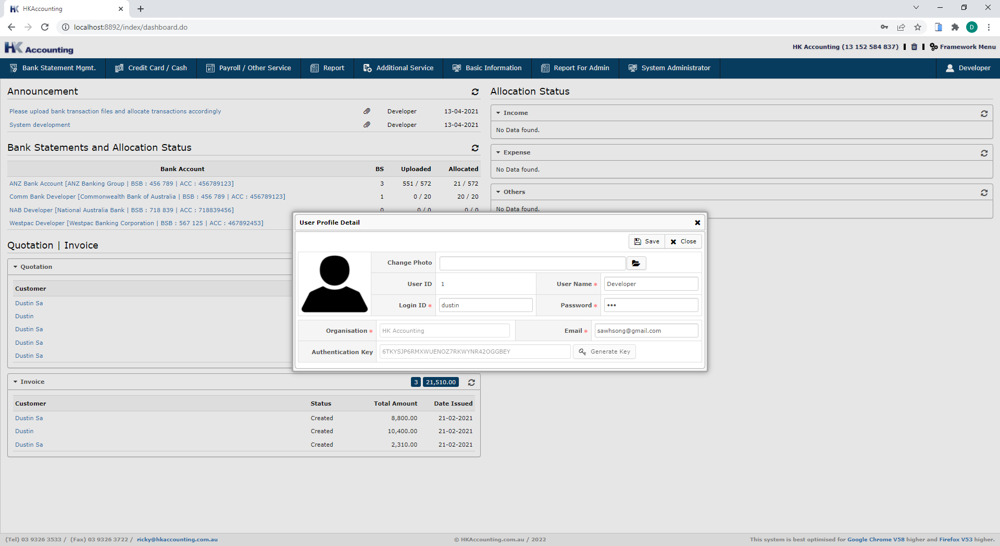 HKAccounting
localhost:8892/index/dashboard.do
D
HK Accounting
HK Accounting (13 152 584 837)
Framework Menu
Bank Statement Mgmt.
Credit Card / Cash
Payroll / Other Service
Report
Additional Service
Basic Information
Report For Admin
System Administrator
Developer
Announcement
Please upload bank transaction files and allocate transactions accordingly Developer 13-04-2021
System development Developer 13-04-2021
Bank Statements and Allocation Status
Bank Account BS Uploaded Allocated
ANZ Bank Account [ANZ Banking Group | BSB : 456 789 | ACC : 456789123] 3 551 / 572 21 / 572
Comm Bank Developer [Commonwealth Bank of Australia | BSB : 456 789 | ACC : 456789123] 1 0 / 20 20 / 20
NAB Developer [National Australia Bank | BSB : 718 839 | ACC : 718839456] 0 0 / 0 0 / 0
Westpac Developer [Westpac Banking Corporation | BSB : 567 125 | ACC : 467892453]
Quotation | Invoice
Quotation
Customer
Dustin Sa
Dustin
Dustin Sa
Dustin Sa
Dustin Sa
Invoice 3 21,510.00
Customer Status Total Amount Date Issued
Dustin Sa Created 8,800.00 21-02-2021
Dustin Created 10,400.00 21-02-2021
Dustin Sa Created 2,310.00 21-02-2021
Allocation Status
Income
No Data found.
Expense
No Data found.
Others
No Data found.
User Profile Detail
Save Close
Change Photo
User ID 1 User Name * Developer
Login ID * dustin Password * •••
Organisation * HK Accounting Email * sawhsong@gmail.com
Authentication Key 6TKYSJP6RMXWUENOZ7RKWYNR42OGGBEY Generate Key
(Tel) 03 9326 3533 / (Fax) 03 9326 3722 / ricky@hkaccounting.com.au
© HKAccounting.com.au / 2022
This system is best optimised for Google Chrome V58 higher and Firefox V53 higher.